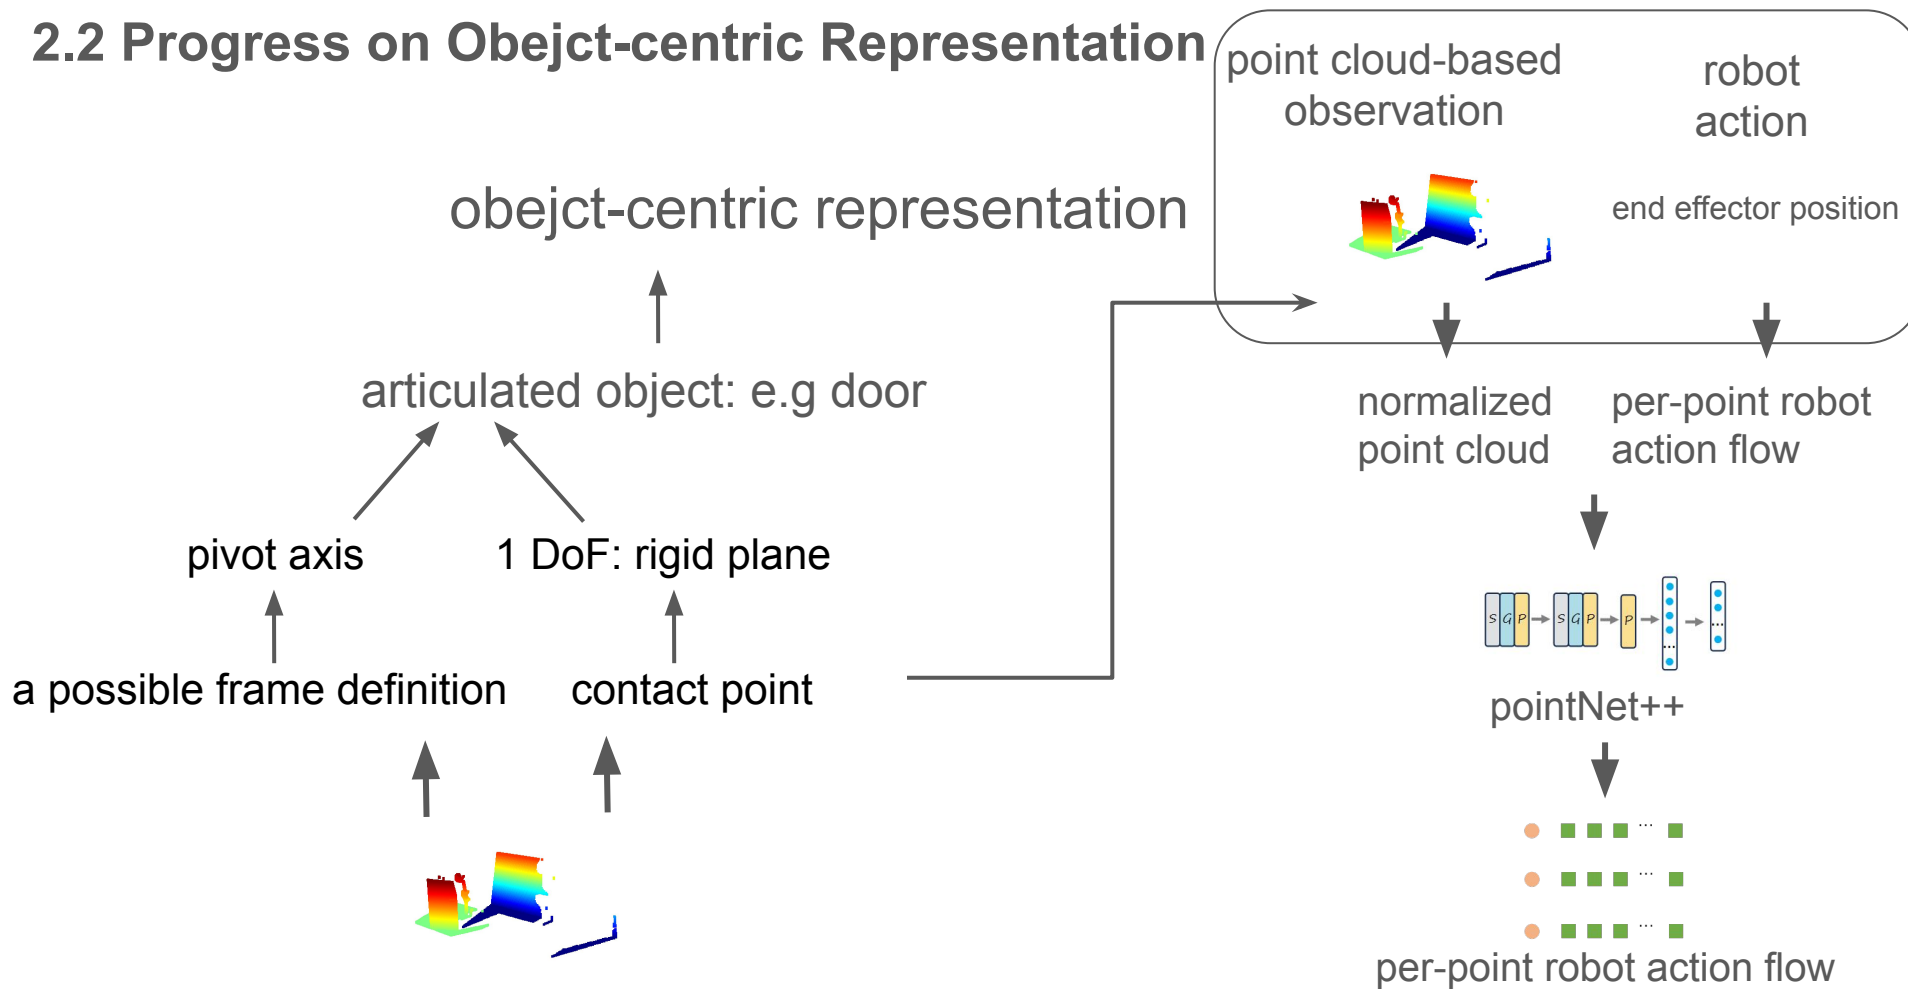 2.2 Progress on Obejct-centric Representation
point cloud-based
observation
robot
action
end effector position
obejct-centric representation
articulated object: e.g door
pivot axis
1 DoF: rigid plane
a possible frame definition
contact point
normalized
point cloud
per-point robot
action flow
S G P
S G P
P
...
...
pointNet++
...
...
...
per-point robot action flow